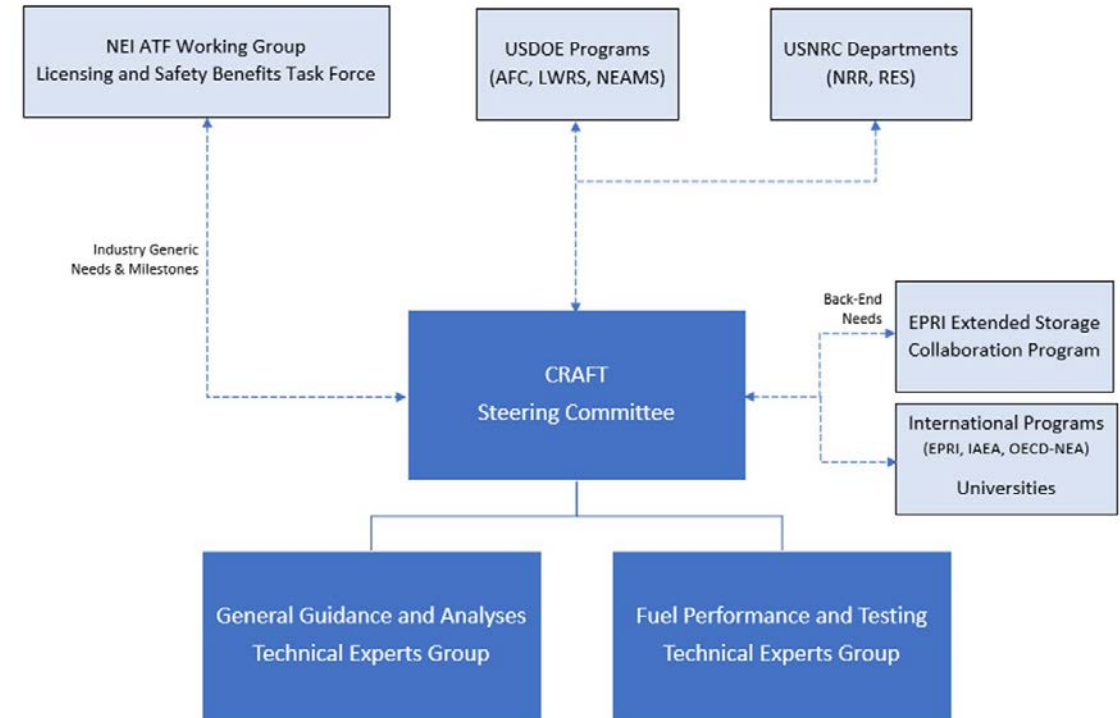 NEI ATF Working Group
Licensing and Safety Benefits Task Force
USDOE Programs
(AFC, LWRS, NEAMS)
USNRC Departments
(NRR, RES)
Industry Generic
Needs & Milestones
Back-End
Needs
EPRI Extended Storage
Collaboration Program
CRAFT
Steering Committee
International Programs
(EPRI, IAEA, OECD-NEA)
Universities
General Guidance and Analyses
Technical Experts Group
Fuel Performance and Testing
Technical Experts Group